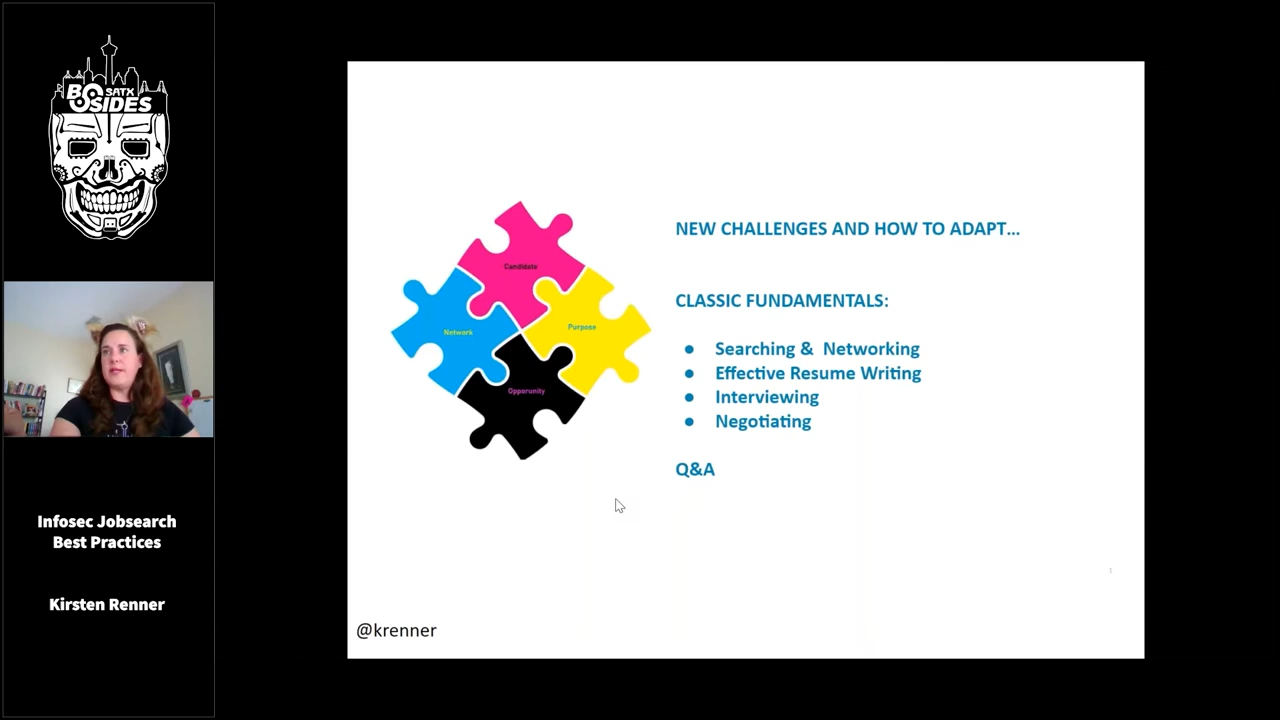 BSIDES
SATX
Infosec Jobsearch
Best Practices
Kirsten Renner
Candidate
Network
Purpose
Opporunity
NEW CHALLENGES AND HOW TO ADAPT...
CLASSIC FUNDAMENTALS:
● Searching & Networking
● Effective Resume Writing
● Interviewing
● Negotiating
Q&A
@krenner